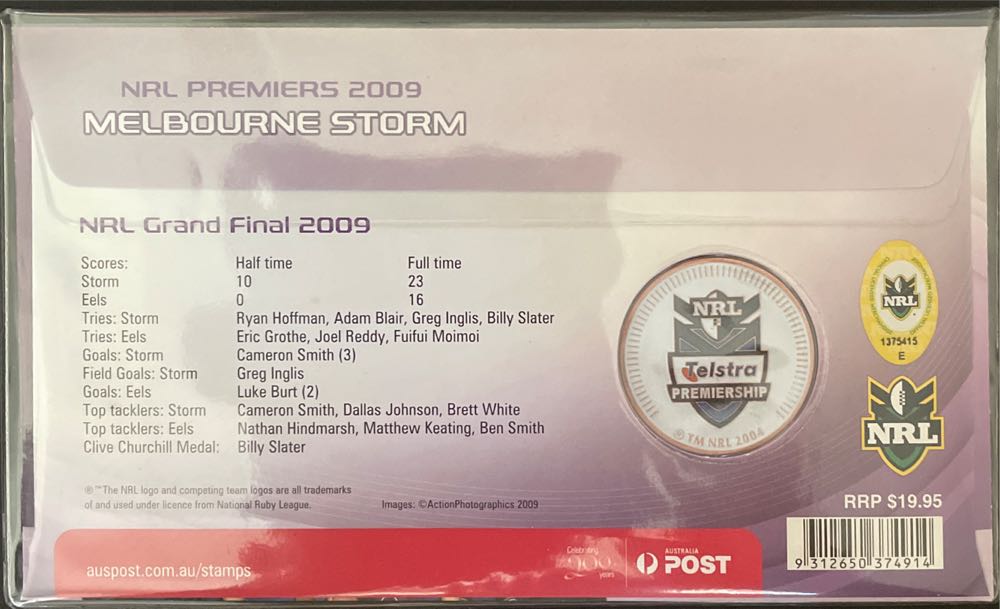 NRL PREMIERS 2009
MELBOURNE STORM
NRL Grand Final 2009
Scores: Half time Full time
Storm 10 23
Eels 0 16
Tries: Storm Ryan Hoffman, Adam Blair, Greg Inglis, Billy Slater
Tries: Eels Eric Grothe, Joel Reddy, Fuifui Moimoi
Goals: Storm Cameron Smith (3)
Field Goals: Storm Greg Inglis
Goals: Eels Luke Burt (2)
Top tacklers: Storm Cameron Smith, Dallas Johnson, Brett White
Top tacklers: Eels Nathan Hindmarsh, Matthew Keating, Ben Smith
Clive Churchill Medal: Billy Slater
NRL
Telstra
PREMIERSHIP
® TM NRL 2004
NRL
1375415
E
NRL
®™The NRL logo and competing team logos are all trademarks
of and used under licence from National Ruby League.
Images: ©ActionPhotographics 2009
RRP $19.95
9 312650 374914
auspost.com.au/stamps
Celebrating
200
years
AUSTRALIA
POST